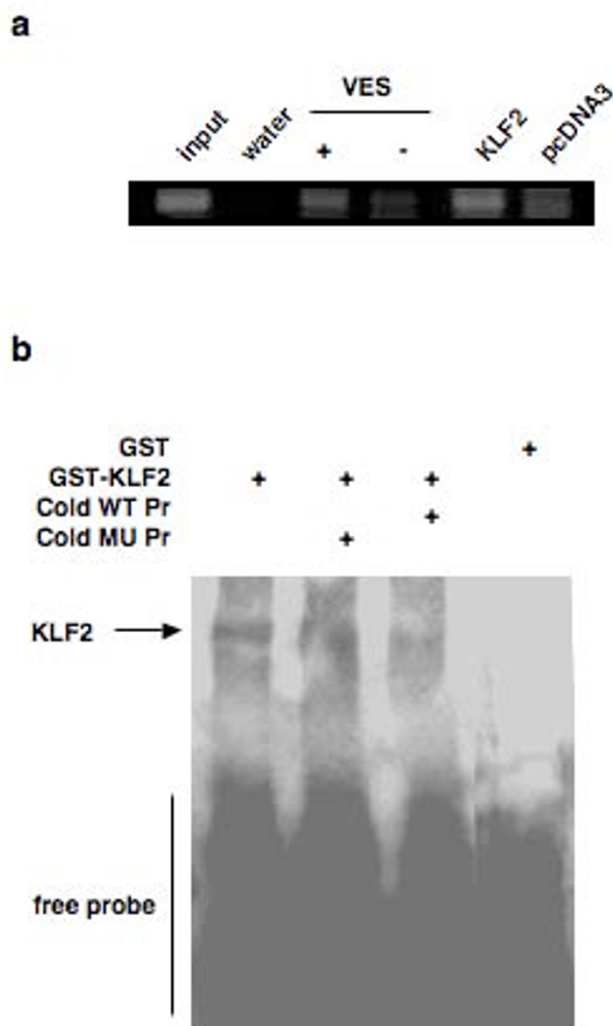 a
VES
input water + - KLF2 pcDNA3
b
GST +
GST-KLF2 + + +
Cold WT Pr +
Cold MU Pr +
KLF2
free probe